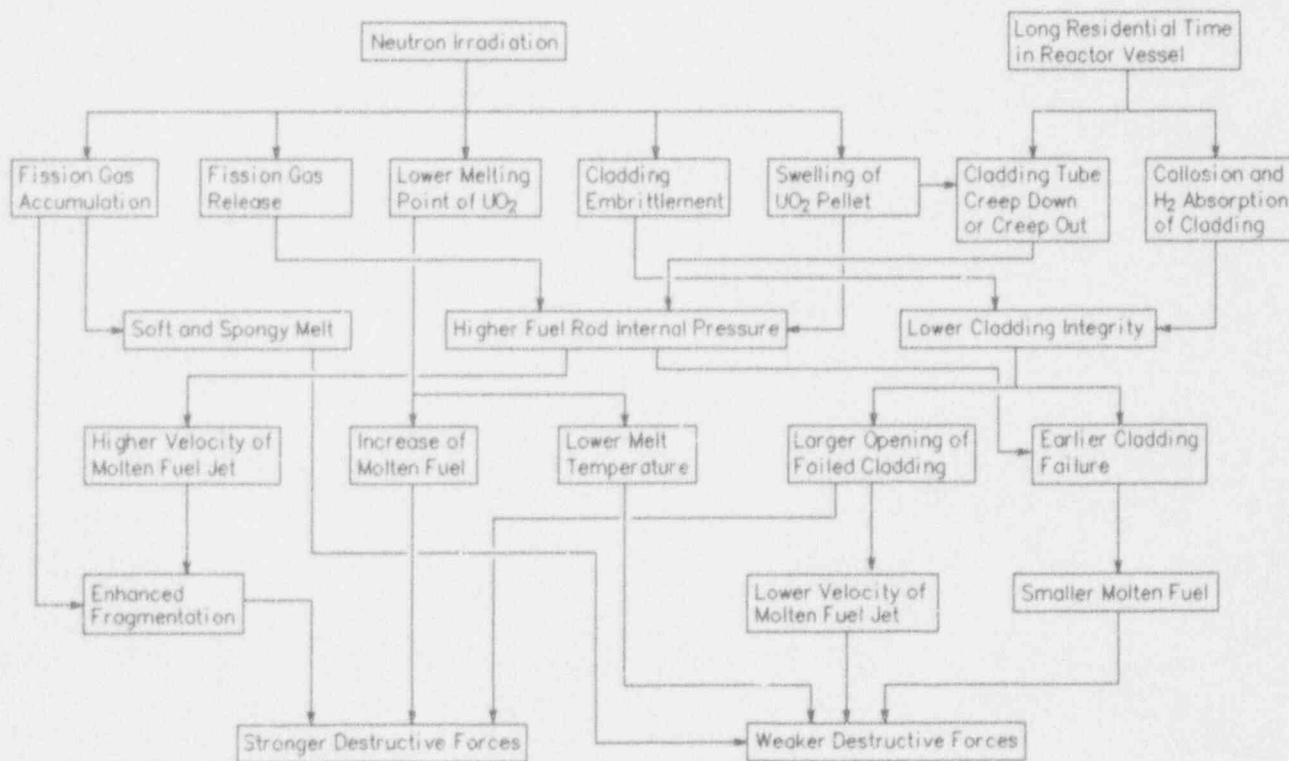 Neutron Irradiation
Long Residential Time
in Reactor Vessel
Fission Gas
Accumulation
Fission Gas
Release
Lower Melting
Point of UO₂
Cladding
Embrittlement
Swelling of
UO₂ Pellet
Cladding Tube
Creep Down
or Creep Out
Collosion and
H₂ Absorption
of Cladding
Soft and Spongy Melt
Higher Fuel Rod Internal Pressure
Lower Cladding Integrity
Higher Velocity of
Molten Fuel Jet
Increase of
Molten Fuel
Lower Melt
Temperature
Larger Opening of
Failed Cladding
Earlier Cladding
Failure
Enhanced
Fragmentation
Lower Velocity of
Molten Fuel Jet
Smaller Molten Fuel
Stronger Destructive Forces
Weaker Destructive Forces